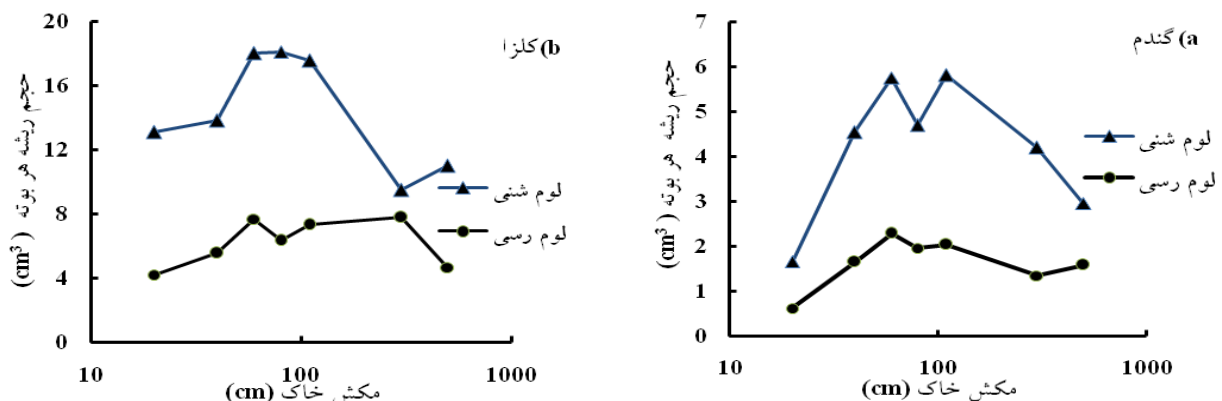 a) گندم
حجم ریشه هر بوته (cm³)
7
6
5
4
3
2
1
0
لوم شنی
لوم رسی
10
100
1000
مکش خاک (cm)
b) کلزا
حجم ریشه هر بوته (cm³)
20
16
12
8
4
0
لوم شنی
لوم رسی
10
100
1000
مکش خاک (cm)